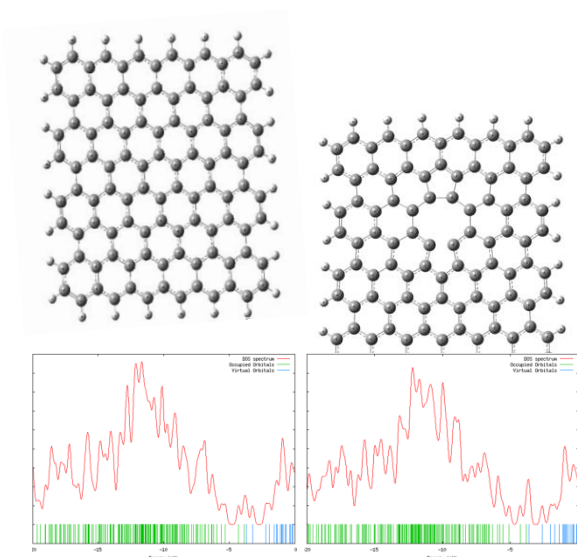 DOS spectrum
Occupied Orbitals
Virtual Orbitals
DOS spectrum
Occupied Orbitals
Virtual Orbitals
-15
-10
-5
0
-20
-15
-10
-5
0